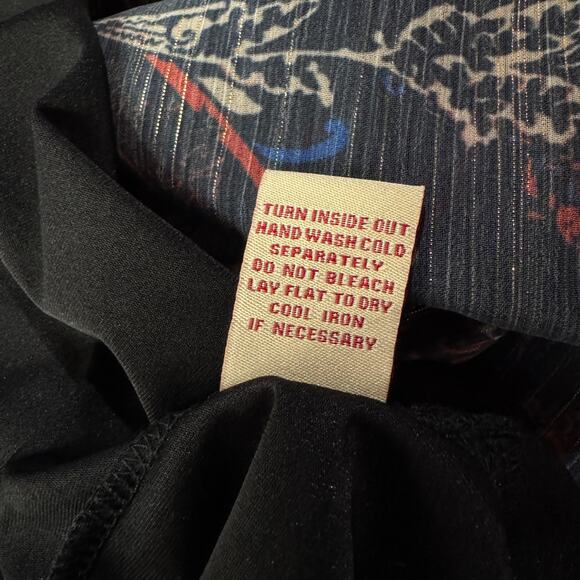 TURN INSIDE OUT
HAND WASH COLD
SEPARATELY
DO NOT BLEACH
LAY FLAT TO DRY
COOL IRON
IF NECESSARY